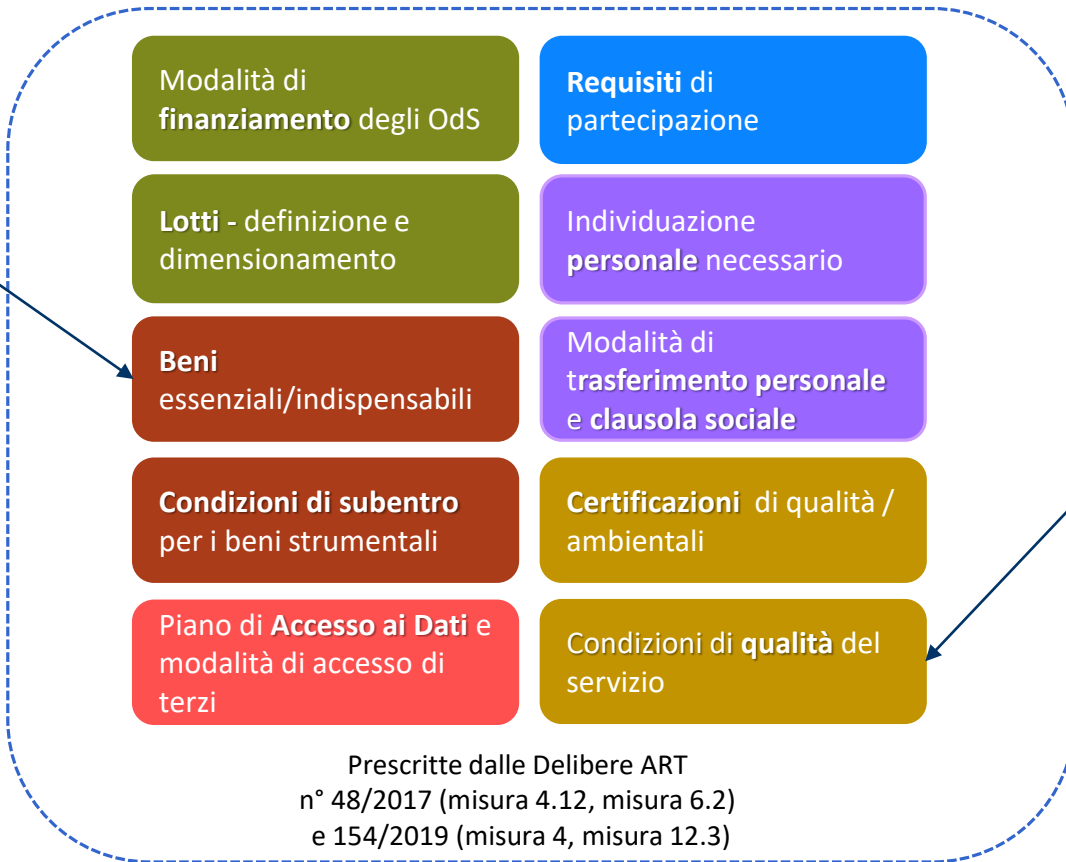 Modalità di
finanziamento degli OdS
Requisiti di
partecipazione
Lotti - definizione e
dimensionamento
Individuazione
personale necessario
Beni
essenziali/indispensabili
Modalità di
trasferimento personale
e clausola sociale
Condizioni di subentro
per i beni strumentali
Certificazioni di qualità /
ambientali
Piano di Accesso ai Dati e
modalità di accesso di
terzi
Condizioni di qualità del
servizio
Prescritte dalle Delibere ART
n° 48/2017 (misura 4.12, misura 6.2)
e 154/2019 (misura 4, misura 12.3)